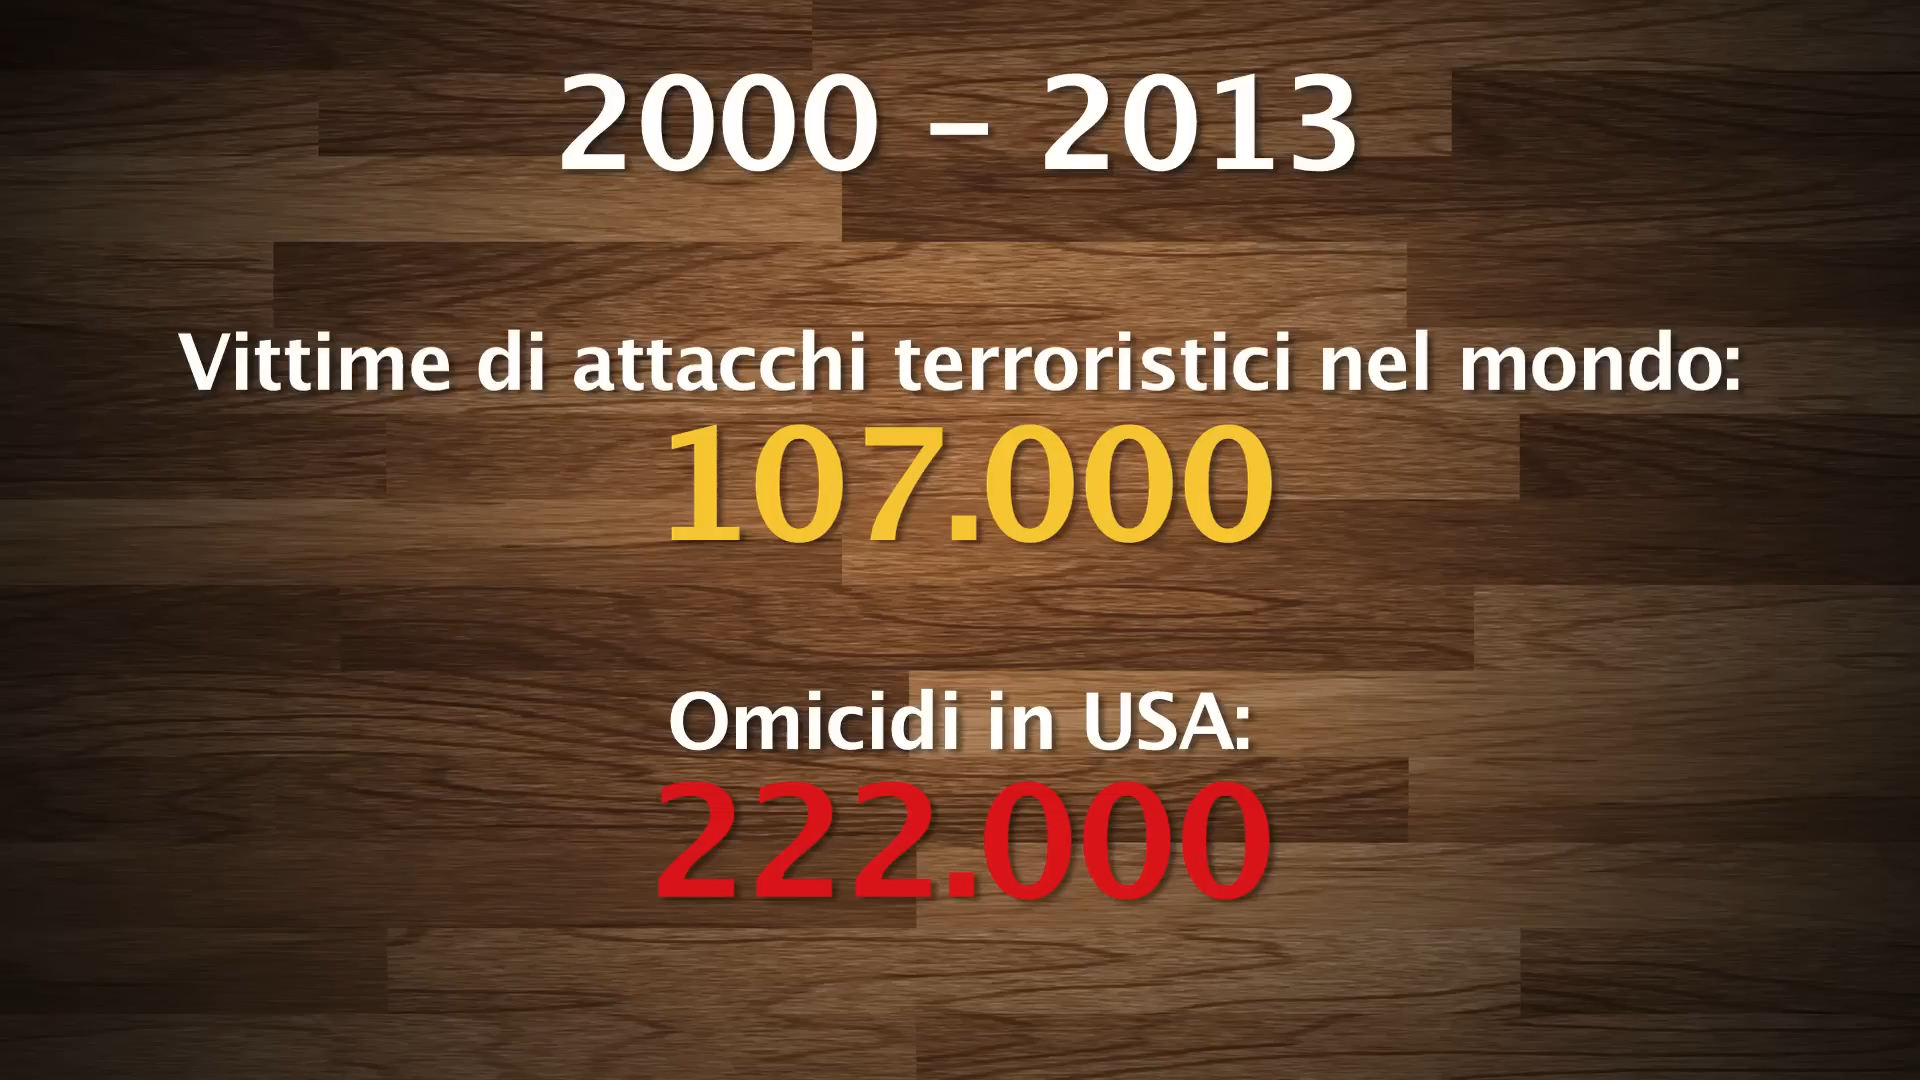 2000 – 2013
Vittime di attacchi terroristici nel mondo:
107.000
Omicidi in USA:
222.000